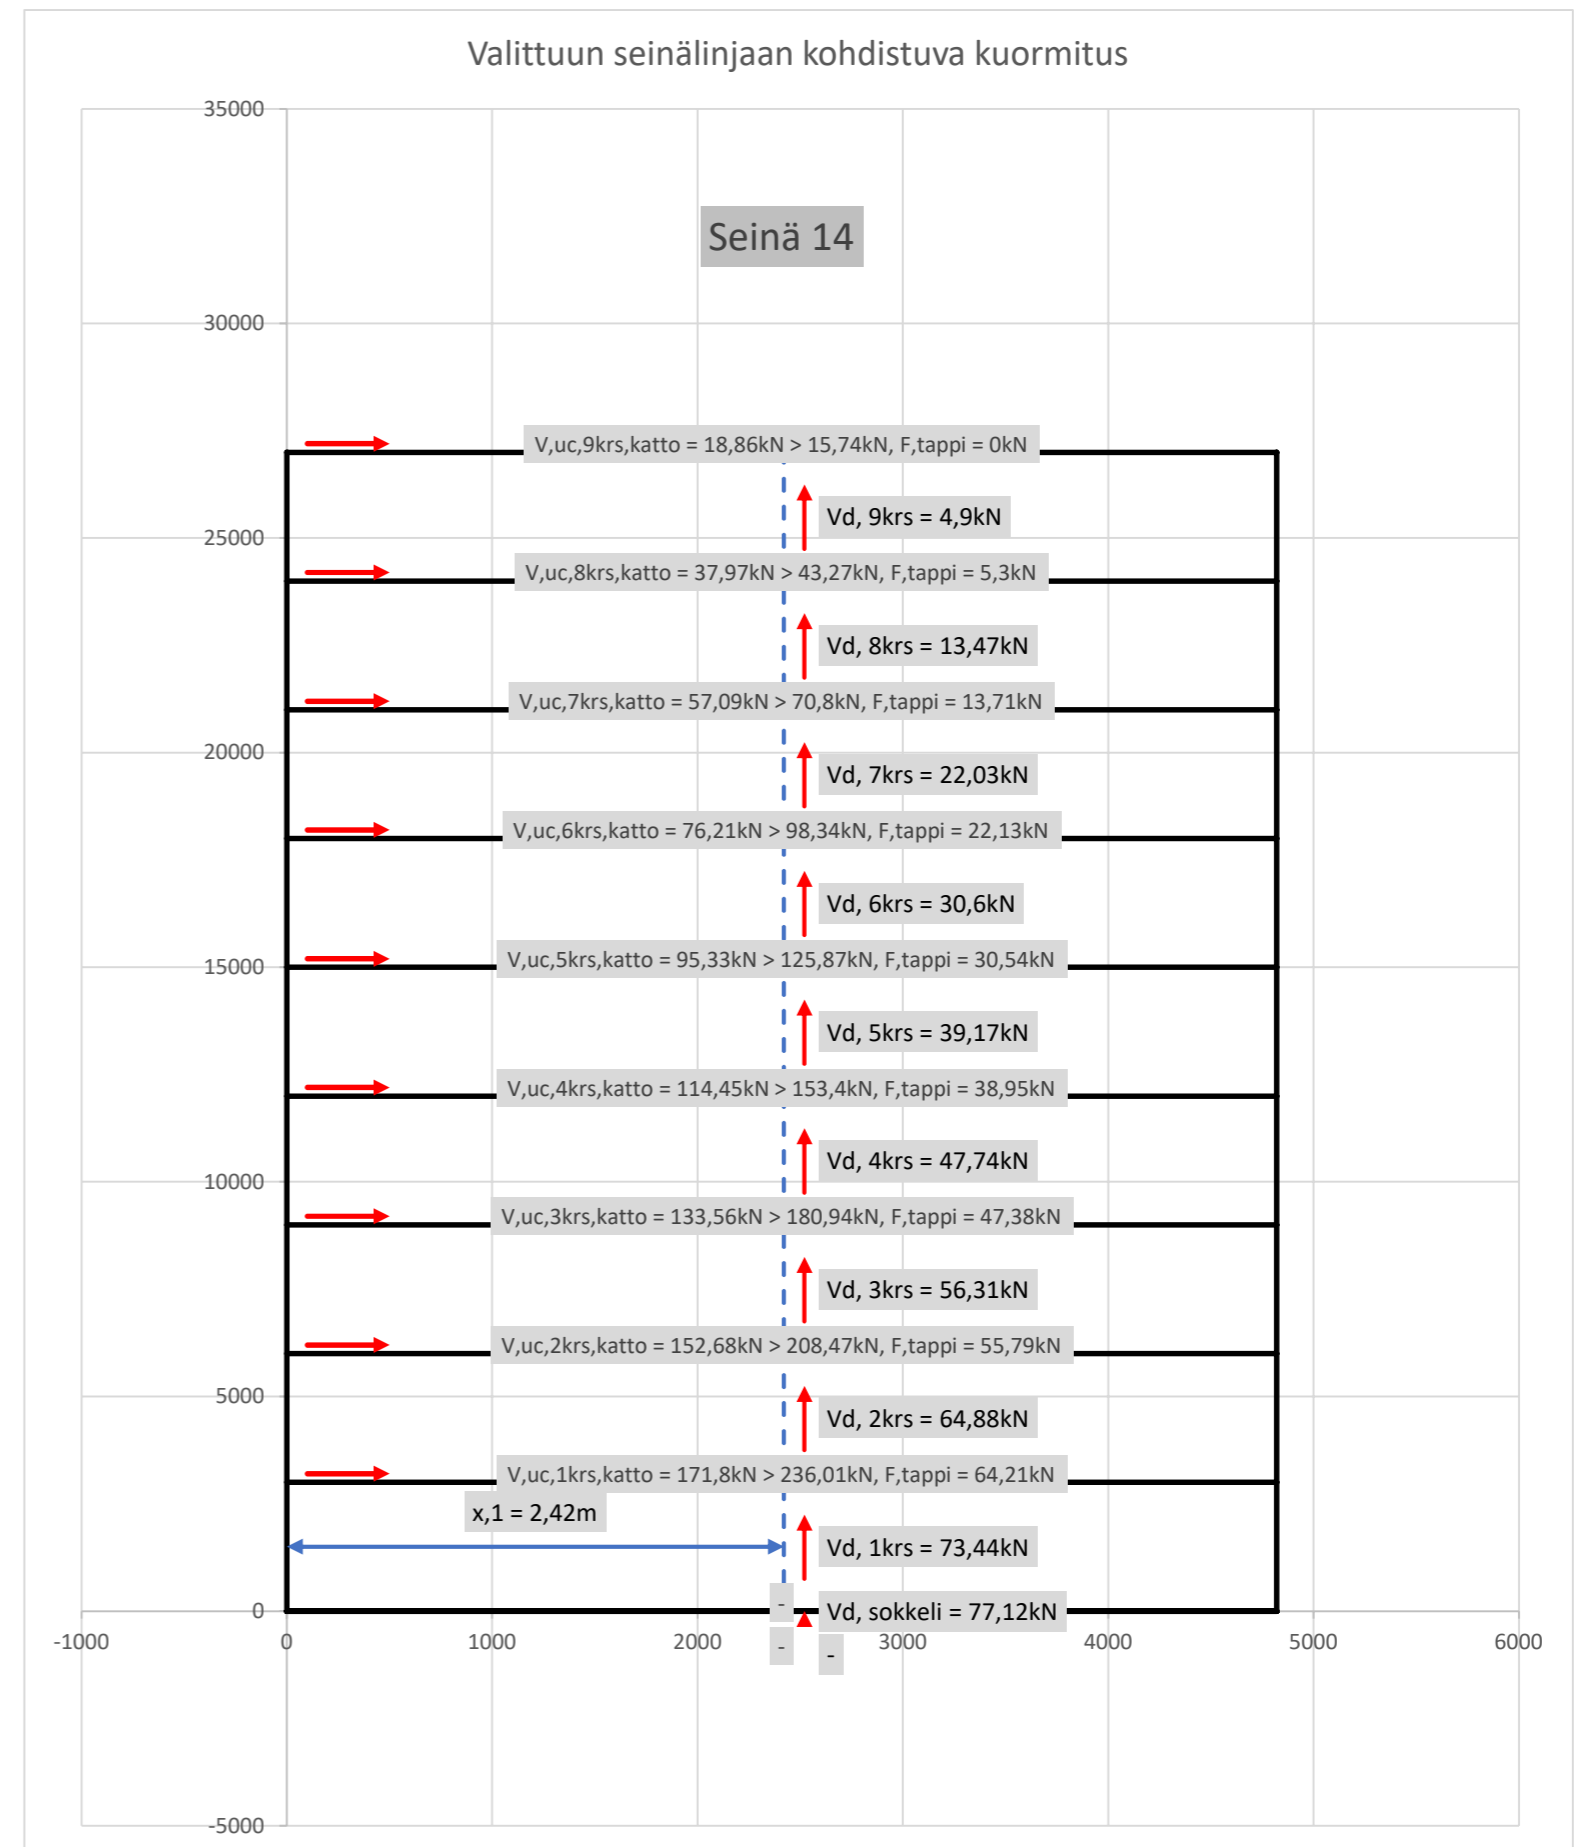 Valittuun seinälinjaan kohdistuva kuormitus
35000
Seinä 14
30000
V,uc,9krs,katto = 18,86kN > 15,74kN, F,tappi = 0kN
Vd, 9krs = 4,9kN
25000
V,uc,8krs,katto = 37,97kN > 43,27kN, F,tappi = 5,3kN
Vd, 8krs = 13,47kN
V,uc,7krs,katto = 57,09kN > 70,8kN, F,tappi = 13,71kN
20000
Vd, 7krs = 22,03kN
V,uc,6krs,katto = 76,21kN > 98,34kN, F,tappi = 22,13kN
Vd, 6krs = 30,6kN
15000
V,uc,5krs,katto = 95,33kN > 125,87kN, F,tappi = 30,54kN
Vd, 5krs = 39,17kN
V,uc,4krs,katto = 114,45kN > 153,4kN, F,tappi = 38,95kN
Vd, 4krs = 47,74kN
10000
V,uc,3krs,katto = 133,56kN > 180,94kN, F,tappi = 47,38kN
Vd, 3krs = 56,31kN
V,uc,2krs,katto = 152,68kN > 208,47kN, F,tappi = 55,79kN
5000
Vd, 2krs = 64,88kN
V,uc,1krs,katto = 171,8kN > 236,01kN, F,tappi = 64,21kN
x,1 = 2,42m
Vd, 1krs = 73,44kN
-
0
Vd, sokkeli = 77,12kN
-1000 0 1000 2000 - 3000 4000 5000 6000
-
-5000